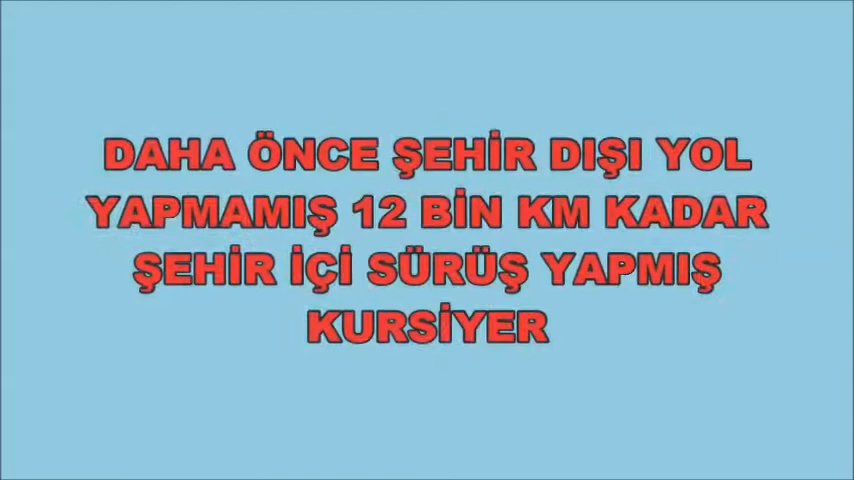 DAHA ÖNCE ŞEHİR DIŞI YOL
YAPMAMIŞ 12 BİN KM KADAR
ŞEHİR İÇİ SÜRÜŞ YAPMIŞ
KURSİYER